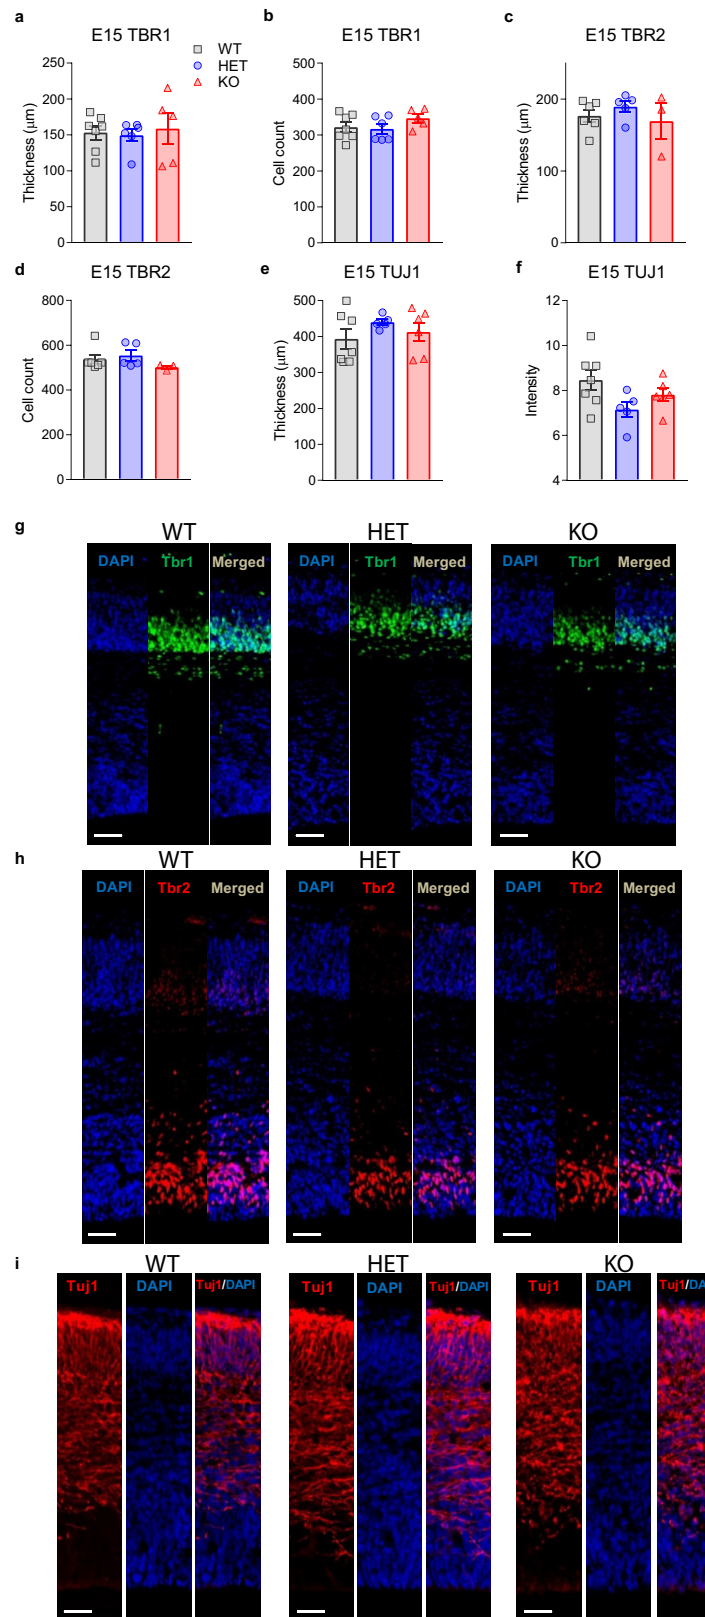 a
E15 TBR1
Thickness (µm)
250
200
150
100
50
0
WT
HET
KO
b
E15 TBR1
Cell count
500
400
300
200
100
0
c
E15 TBR2
Thickness (µm)
200
100
0
d
E15 TBR2
Cell count
800
600
400
200
0
e
E15 TUJ1
Thickness (µm)
500
400
300
200
100
0
f
E15 TUJ1
Intensity
12
10
8
6
4
g
WT
HET
KO
DAPI Tbr1 Merged
DAPI Tbr1 Merged
DAPI Tbr1 Merged
h
WT
HET
KO
DAPI Tbr2 Merged
DAPI Tbr2 Merged
DAPI Tbr2 Merged
i
WT
HET
KO
Tuj1 DAPI Tuj1/DAPI
Tuj1 DAPI Tuj1/DAPI
Tuj1 DAPI Tuj1/DA